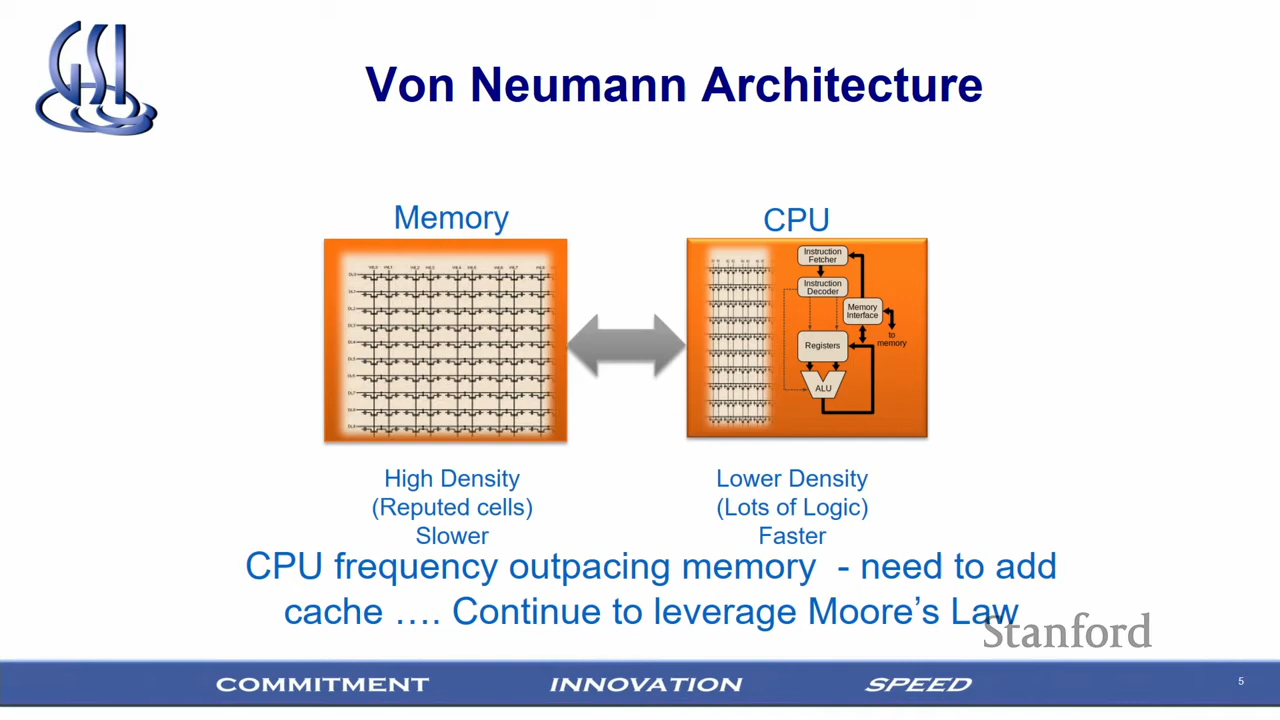 GSI
Von Neumann Architecture
Memory
CPU
Instruction
Fetcher
Instruction
Decoder
Memory
Interface
to
memory
Registers
ALU
High Density
(Reputed cells)
Slower
Lower Density
(Lots of Logic)
Faster
CPU frequency outpacing memory - need to add
cache …. Continue to leverage Moore's Law
Stanford
COMMITMENT INNOVATION SPEED
5